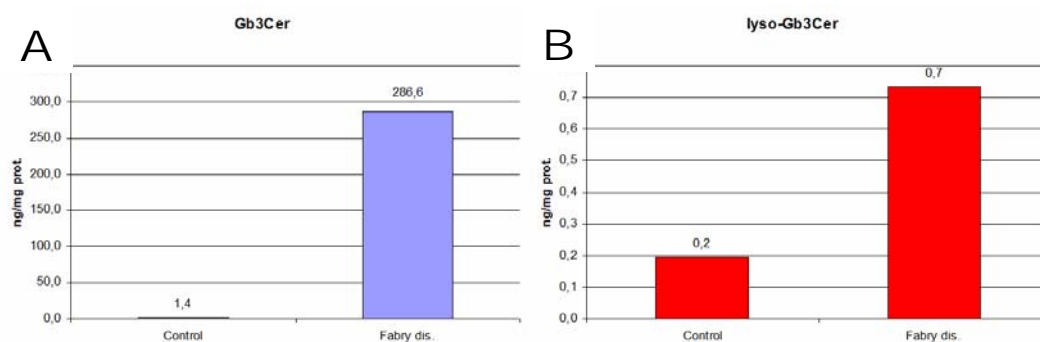 A
Gb3Cer
ng/mg prot.
300,0
250,0
200,0
150,0
100,0
50,0
0,0
1,4
286,6
Control
Fabry dis.
B
lyso-Gb3Cer
ng/mg prot.
0,7
0,6
0,5
0,4
0,3
0,2
0,1
0,0
0,2
0,7
Control
Fabry dis.